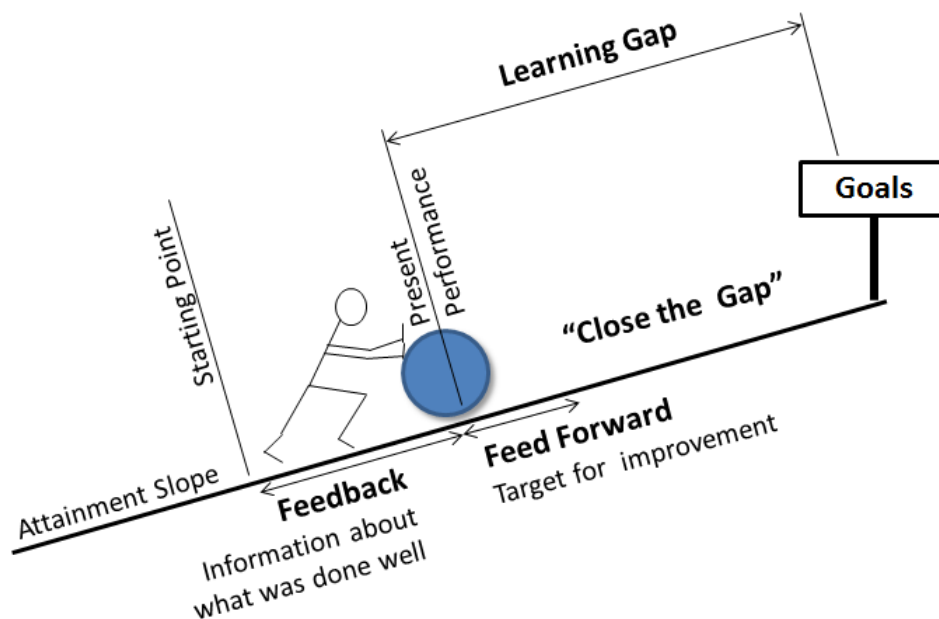 Learning Gap
Goals
Present
Performance
Starting Point
“Close the Gap”
Attainment Slope
Feedback
Information about
what was done well
Feed Forward
Target for improvement